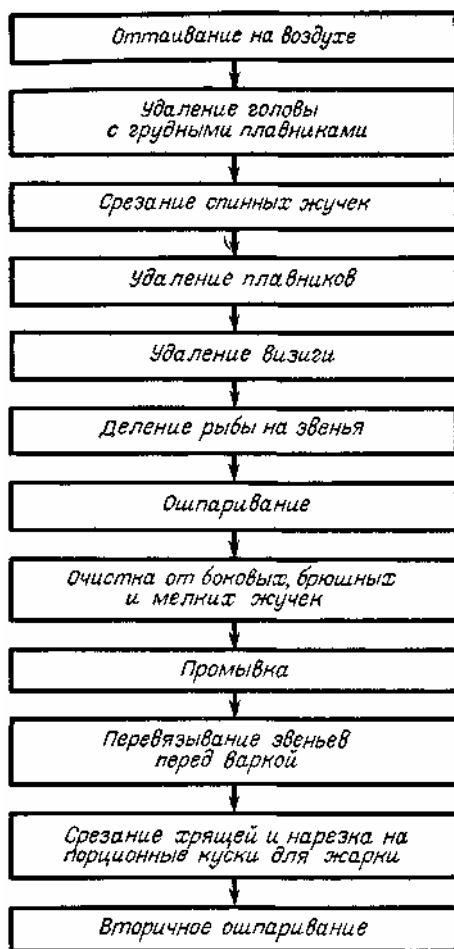 Оттаивание на воздухе
Удаление головы
с грудными плавниками
Срезание спинных жучек
Удаление плавников
Удаление визиги
Деление рыбы на звенья
Ошпаривание
Очистка от боковых, брюшных
и мелких жучек
Промывка
Перевязывание звеньев
перед варкой
Срезание хрящей и нарезка на
порционные куски для жарки
Вторичное ошпаривание